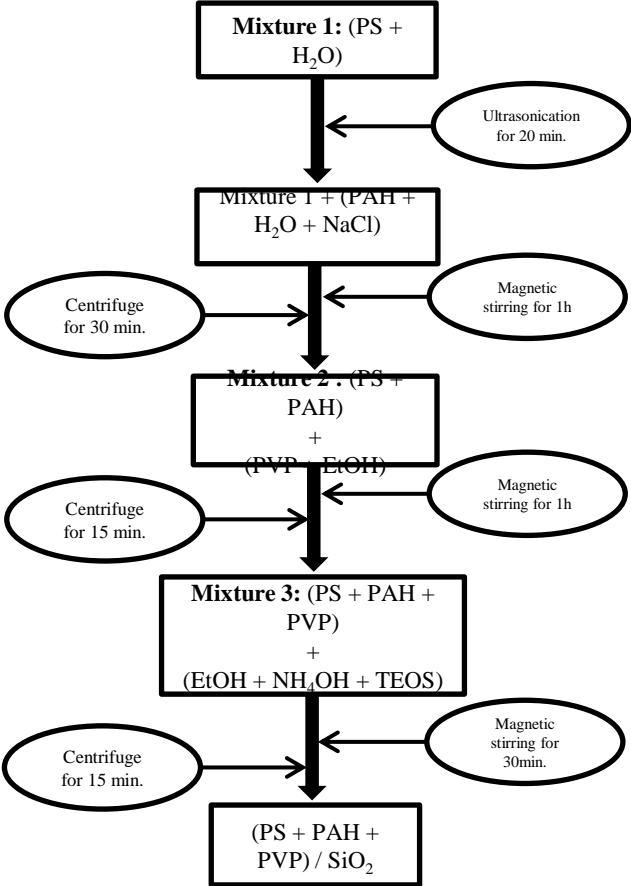 Mixture 1: (PS +
H₂O)
Ultrasonication
for 20 min.
Mixture 1 + (PAH +
H₂O + NaCl)
Centrifuge
for 30 min.
Magnetic
stirring for 1h
Mixture 2 : (PS +
PAH)
+
(PVP + EtOH)
Centrifuge
for 15 min.
Magnetic
stirring for 1h
Mixture 3: (PS + PAH +
PVP)
+
(EtOH + NH₄OH + TEOS)
Centrifuge
for 15 min.
Magnetic
stirring for
30min.
(PS + PAH +
PVP) / SiO₂